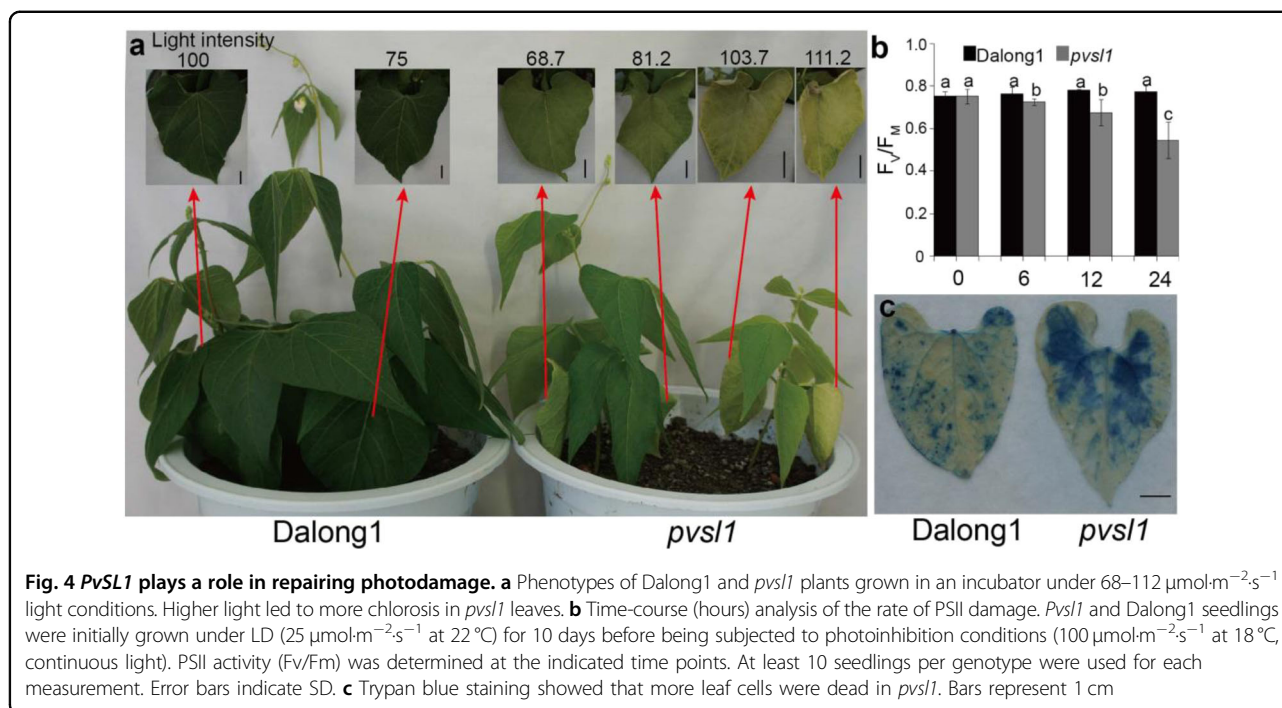 a Light intensity
100 75 68.7 81.2 103.7 111.2
Dalong1 pvsl1
b
Dalong1 pvsl1
1.0
0.8
0.6
0.4
0.2
0
F_V/F_M
a a a b a b a c
0 6 12 24
c
Dalong1 pvsl1
Fig. 4 PvSL1 plays a role in repairing photodamage. a Phenotypes of Dalong1 and pvsl1 plants grown in an incubator under 68–112 μmol·m⁻²·s⁻¹
light conditions. Higher light led to more chlorosis in pvsl1 leaves. b Time-course (hours) analysis of the rate of PSII damage. Pvsl1 and Dalong1 seedlings
were initially grown under LD (25 μmol·m⁻²·s⁻¹ at 22 °C) for 10 days before being subjected to photoinhibition conditions (100 μmol·m⁻²·s⁻¹ at 18 °C,
continuous light). PSII activity (Fv/Fm) was determined at the indicated time points. At least 10 seedlings per genotype were used for each
measurement. Error bars indicate SD. c Trypan blue staining showed that more leaf cells were dead in pvsl1. Bars represent 1 cm